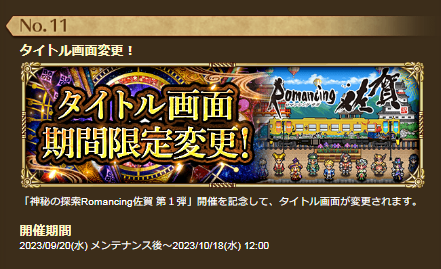 No.11
タイトル画面変更！
タイトル画面
期間限定変更!
Romancing 佐賀
「神秘の探索Romancing佐賀 第１弾」開催を記念して、タイトル画面が変更されます。
開催期間
2023/09/20(水) メンテナンス後～2023/10/18(水) 12:00